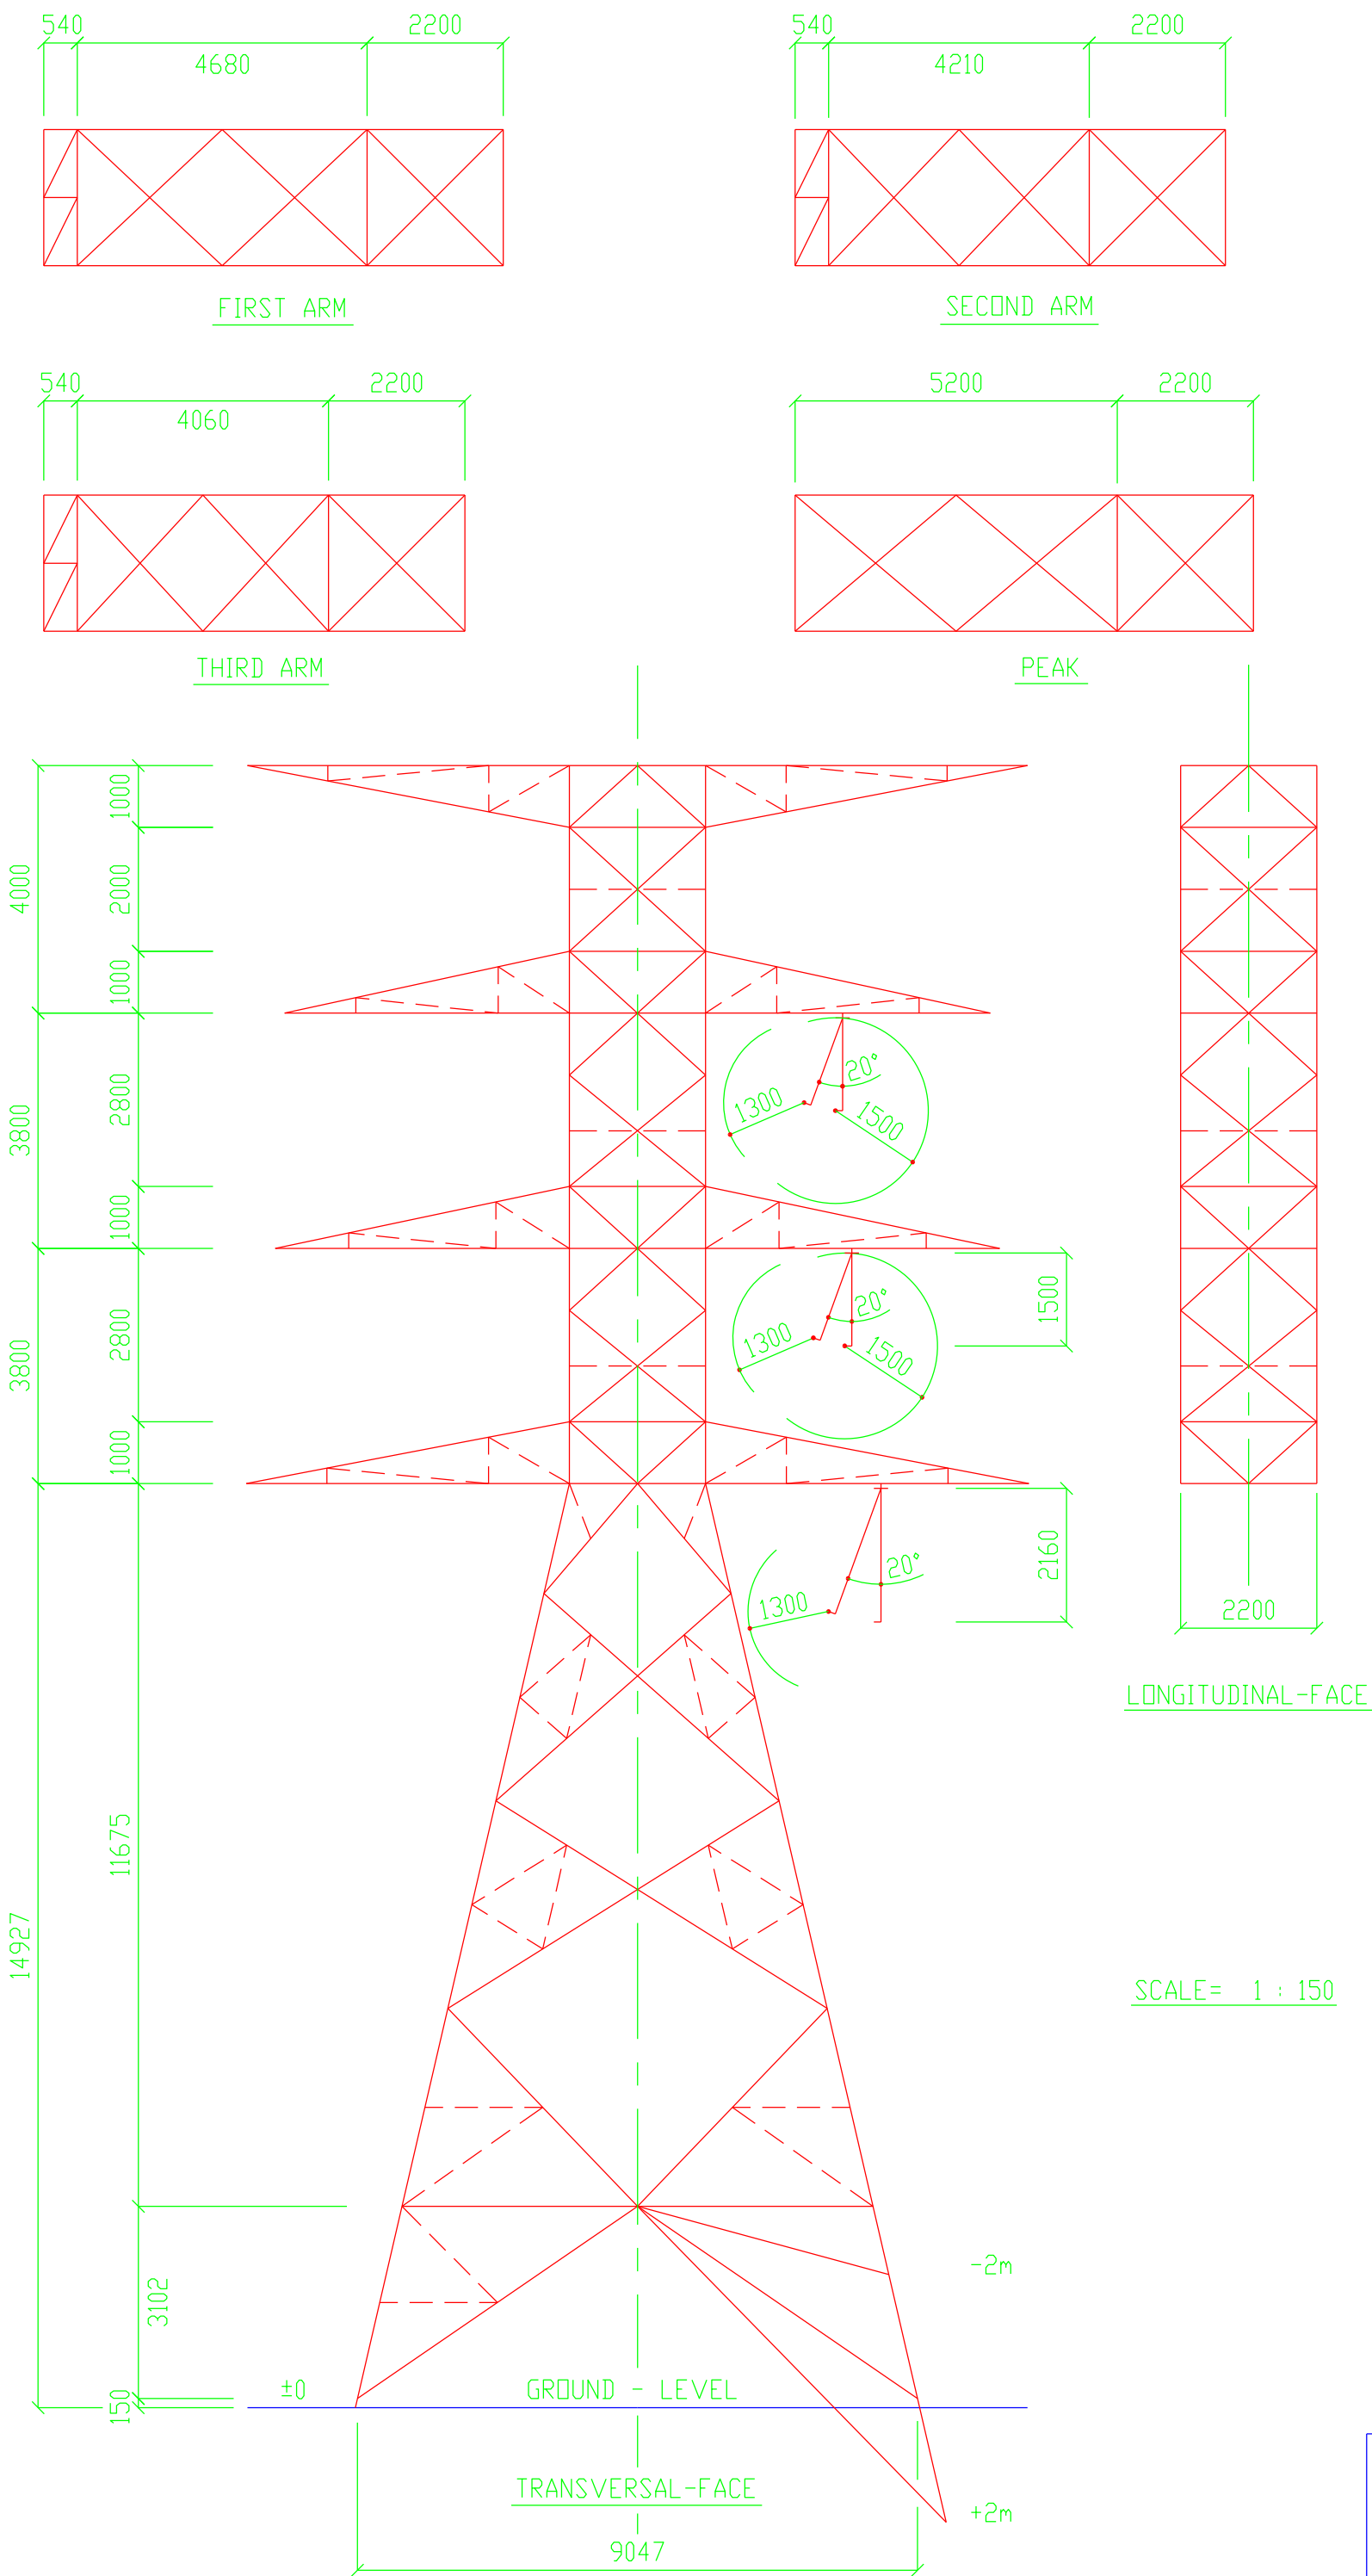 540 2200 540 2200
4680 4210
FIRST ARM SECOND ARM
540 2200 5200 2200
4060
THIRD ARM PEAK
1000
4000 2000
1000
20°
1300 1500
3800 2800
1000
20°
1300 1500 1500
3800 2800
1000
20°
1300 2160
2200
LONGITUDINAL-FACE
11675
14927
SCALE= 1 : 150
-2m
3102
±0 GROUND - LEVEL
150
TRANSVERSAL-FACE
+2m
9047